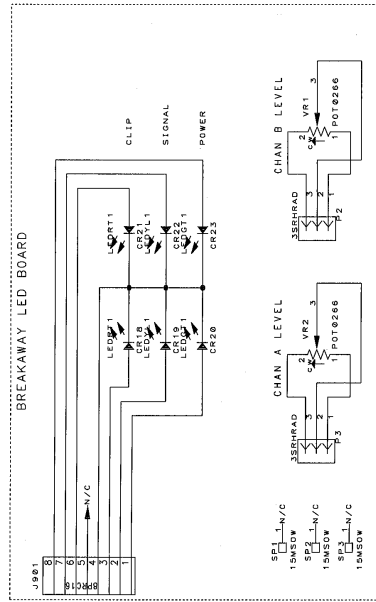 BREAKAWAY LED BOARD
J901
8PRC16
8
7
6
5
4
3
2
1
N/C
CLIP
SIGNAL
POWER
LEDRT1
CR21
LEDYL1
CR22
LEDGT1
CR23
LEDRT1
CR18
LEDYL1
CR19
LEDGT1
CR20
CHAN A LEVEL
3SRHRAD
P3
3
2
1
2
CW
1
VR2
3
POT0266
CHAN B LEVEL
3SRHRAD
P2
3
2
1
2
CW
1
VR1
3
POT0266
SP1
1 N/C
15MSOW
SP2
1 N/C
15MSOW
SP3
1 N/C
15MSOW